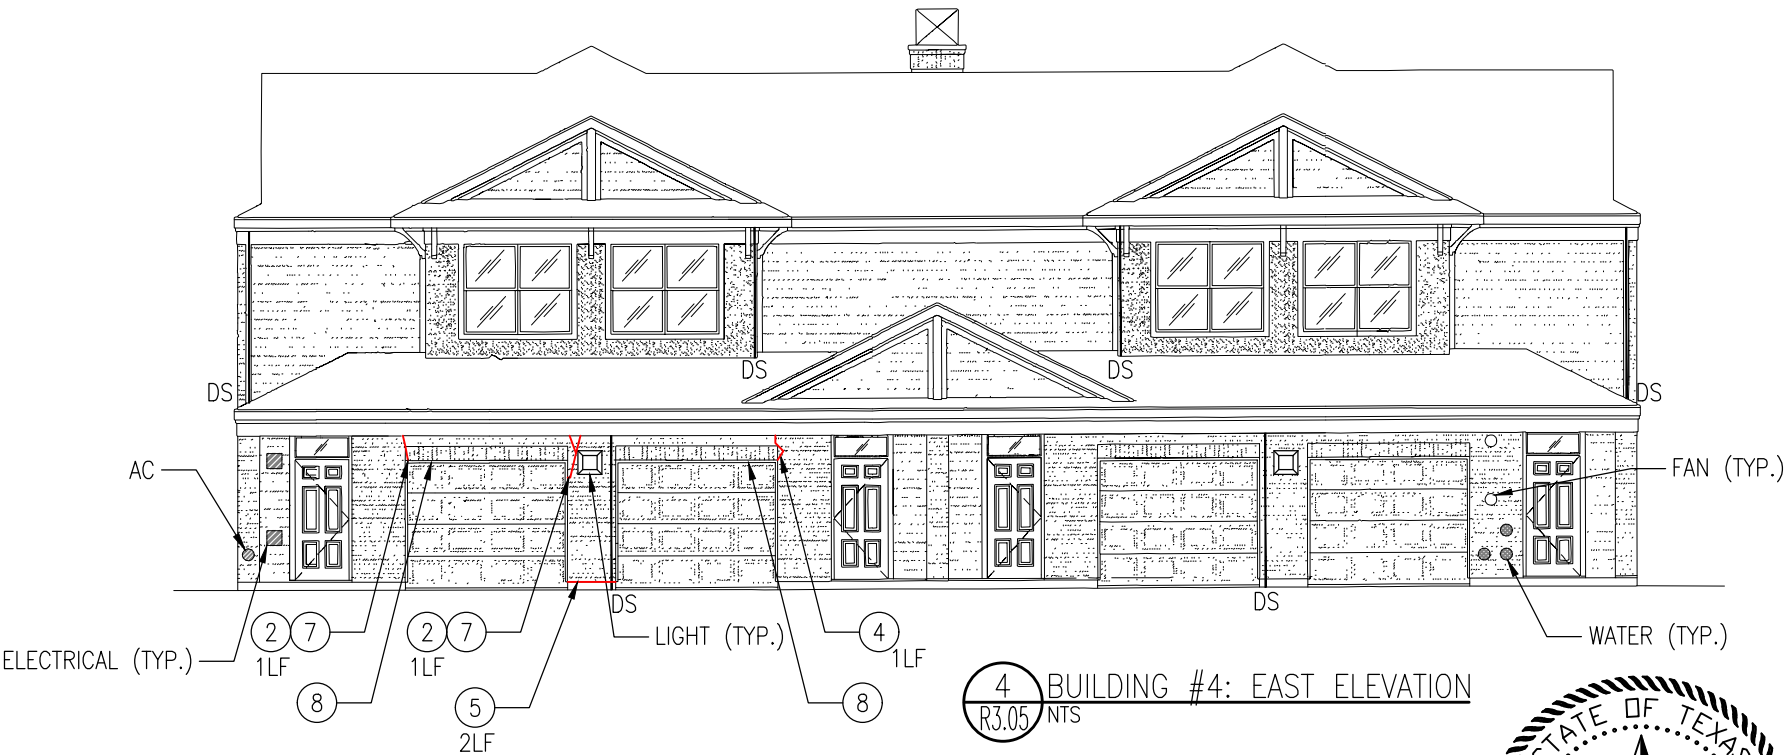 DS
DS
DS
DS
AC
FAN (TYP.)
DS
DS
2 7
1LF
2 7
1LF
LIGHT (TYP.)
4
1LF
WATER (TYP.)
ELECTRICAL (TYP.)
8
5
2LF
8
4
R3.05
BUILDING #4: EAST ELEVATION
NTS
STATE OF TEXAS